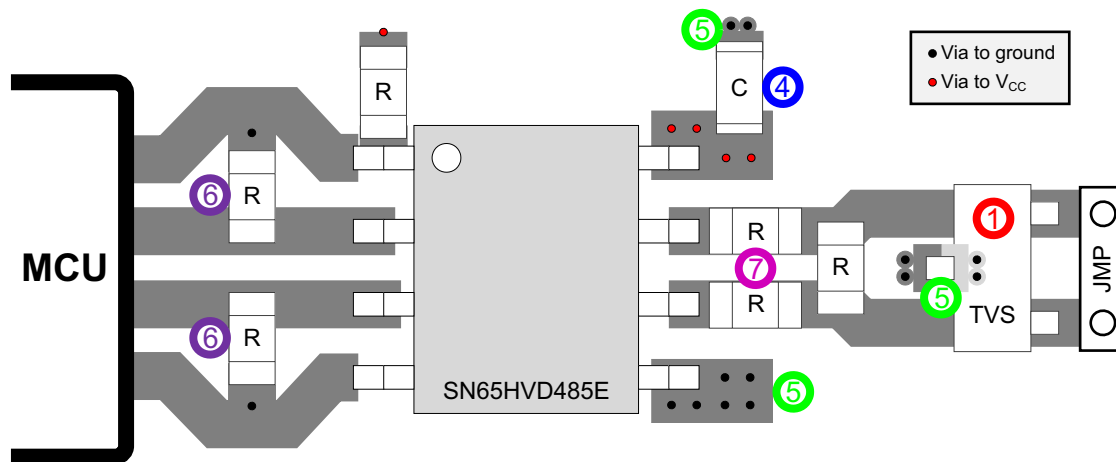 5
R
C
4
Via to ground
Via to VCC
6
R
1
MCU
R
7
R
R
5
TVS
JMP
6
R
SN65HVD485E
5